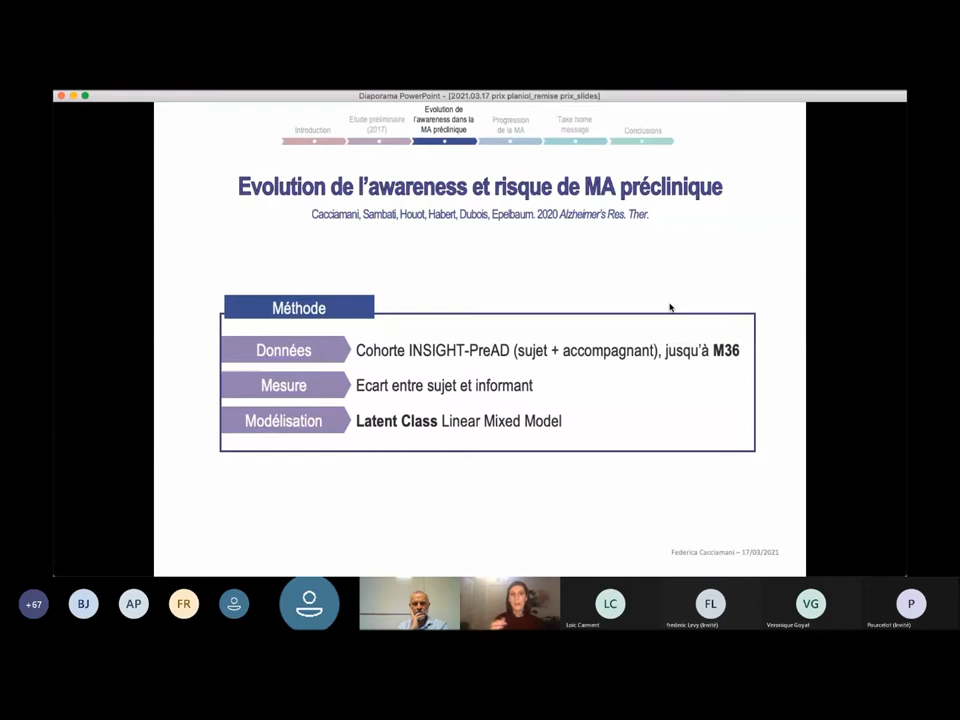 Diaporama PowerPoint – [2021.03.17 prix planiol_remise prix_slides]
Introduction
Etude préliminaire
(2017)
Evolution de
l'awareness dans la
MA préclinique
Progression
de la MA
Take home
message
Conclusions
Evolution de l'awareness et risque de MA préclinique
Cacciamani, Sambati, Houot, Habert, Dubois, Epelbaum. 2020 Alzheimer's Res. Ther.
Méthode
Données
Cohorte INSIGHT-PreAD (sujet + accompagnant), jusqu'à M36
Mesure
Ecart entre sujet et informant
Modélisation
Latent Class Linear Mixed Model
Federica Cacciamani – 17/03/2021
+67
BJ
AP
FR
LC
Loic Carment
FL
frederic Levy (Invité)
VG
Veronique Goyat
P
Pourcelot (Invité)